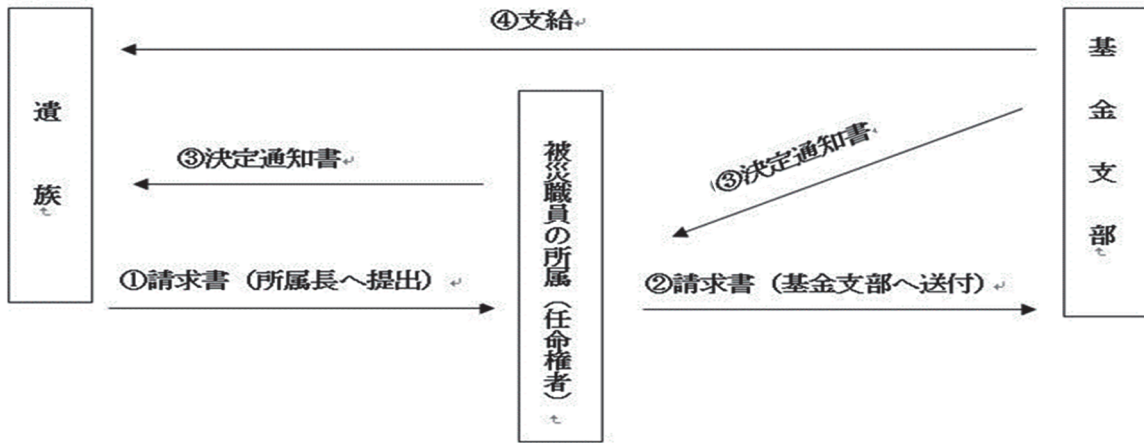 ④支給
基金支部
遺族
被災職員の所属（任命権者）
③決定通知書
③決定通知書
①請求書（所属長へ提出）
②請求書（基金支部へ送付）